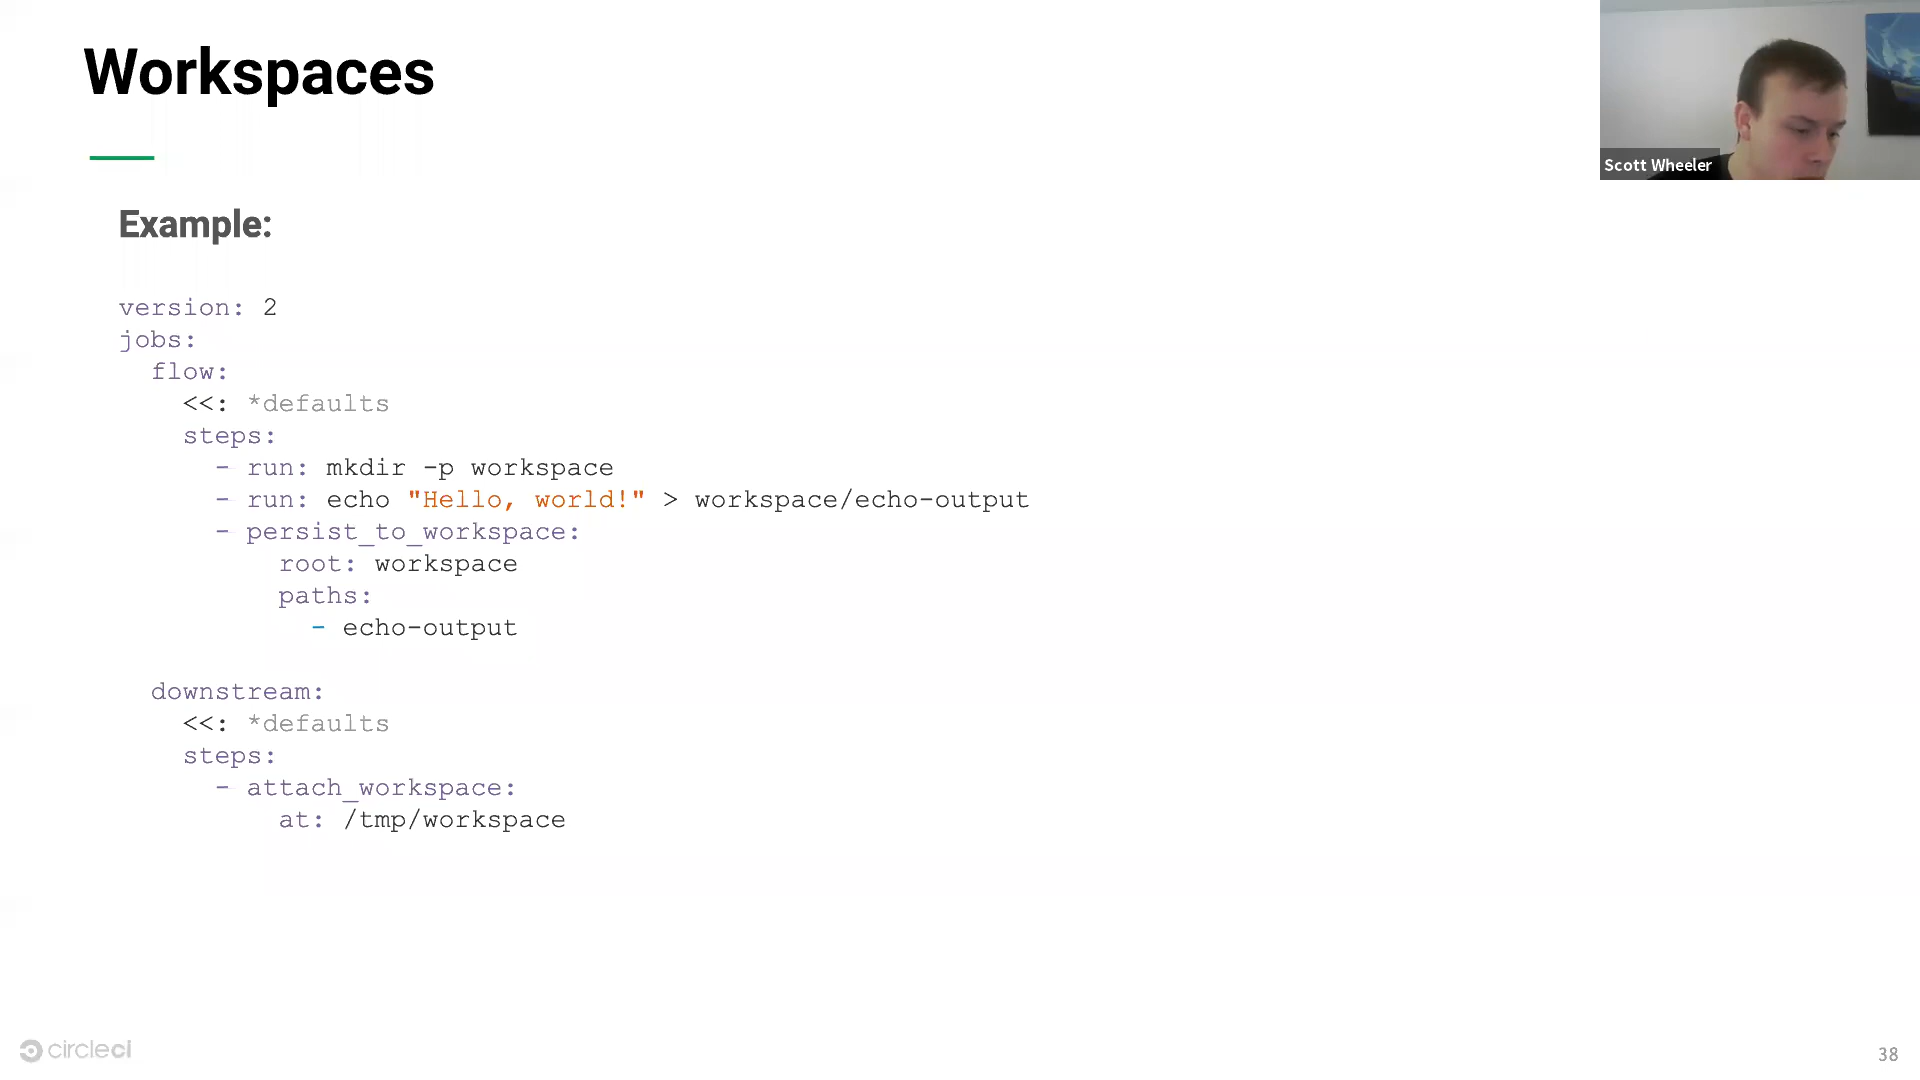 Workspaces
Scott Wheeler
Example:
version: 2
jobs:
  flow:
    <<: *defaults
    steps:
      - run: mkdir -p workspace
      - run: echo "Hello, world!" > workspace/echo-output
      - persist_to_workspace:
          root: workspace
          paths:
            - echo-output
  downstream:
    <<: *defaults
    steps:
      - attach_workspace:
          at: /tmp/workspace
circleci
38